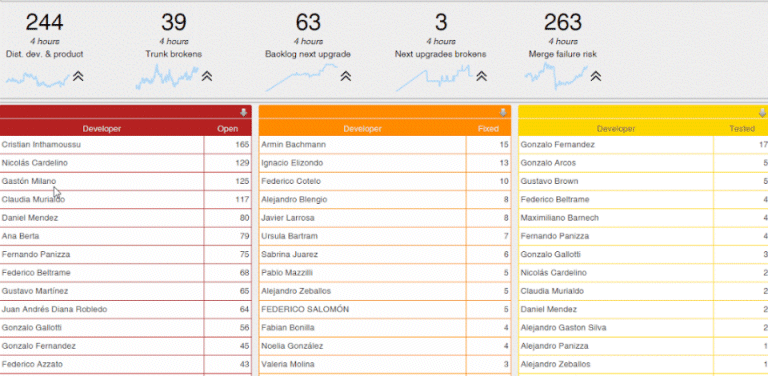 244 39 63 3 263
4 hours 4 hours 4 hours 4 hours 4 hours
Dist. dev. & product Trunk brokens Backlog next upgrade Next upgrades brokens Merge failure risk
Developer Open Developer Fixed Developer Tested
Cristian Inthamoussu 165 Armin Bachmann 15 Gonzalo Fernandez 17
Nicolás Cardelino 129 Ignacio Elizondo 13 Gonzalo Arcos 5
Gastón Milano 125 Federico Cotelo 10 Gustavo Brown 5
Claudia Murialdo 117 Alejandro Blengio 8 Federico Beltrame 4
Daniel Mendez 80 Javier Larrosa 8 Maximiliano Barnech 4
Ana Berta 79 Ursula Bartram 7 Fernando Panizza 4
Fernando Panizza 75 Sabrina Juarez 6 Gonzalo Gallotti 3
Federico Beltrame 68 Pablo Mazzilli 5 Nicolás Cardelino 2
Gustavo Martínez 65 Alejandro Zeballos 5 Claudia Murialdo 2
Juan Andrés Diana Robledo 64 FEDERICO SALOMÓN 5 Daniel Mendez 2
Gonzalo Gallotti 56 Fabian Bonilla 4 Alejandro Gaston Silva 2
Gonzalo Fernandez 45 Noelia González 4 Alejandro Panizza 1
Federico Azzato 43 Valeria Molina 3 Alejandro Zeballos 1